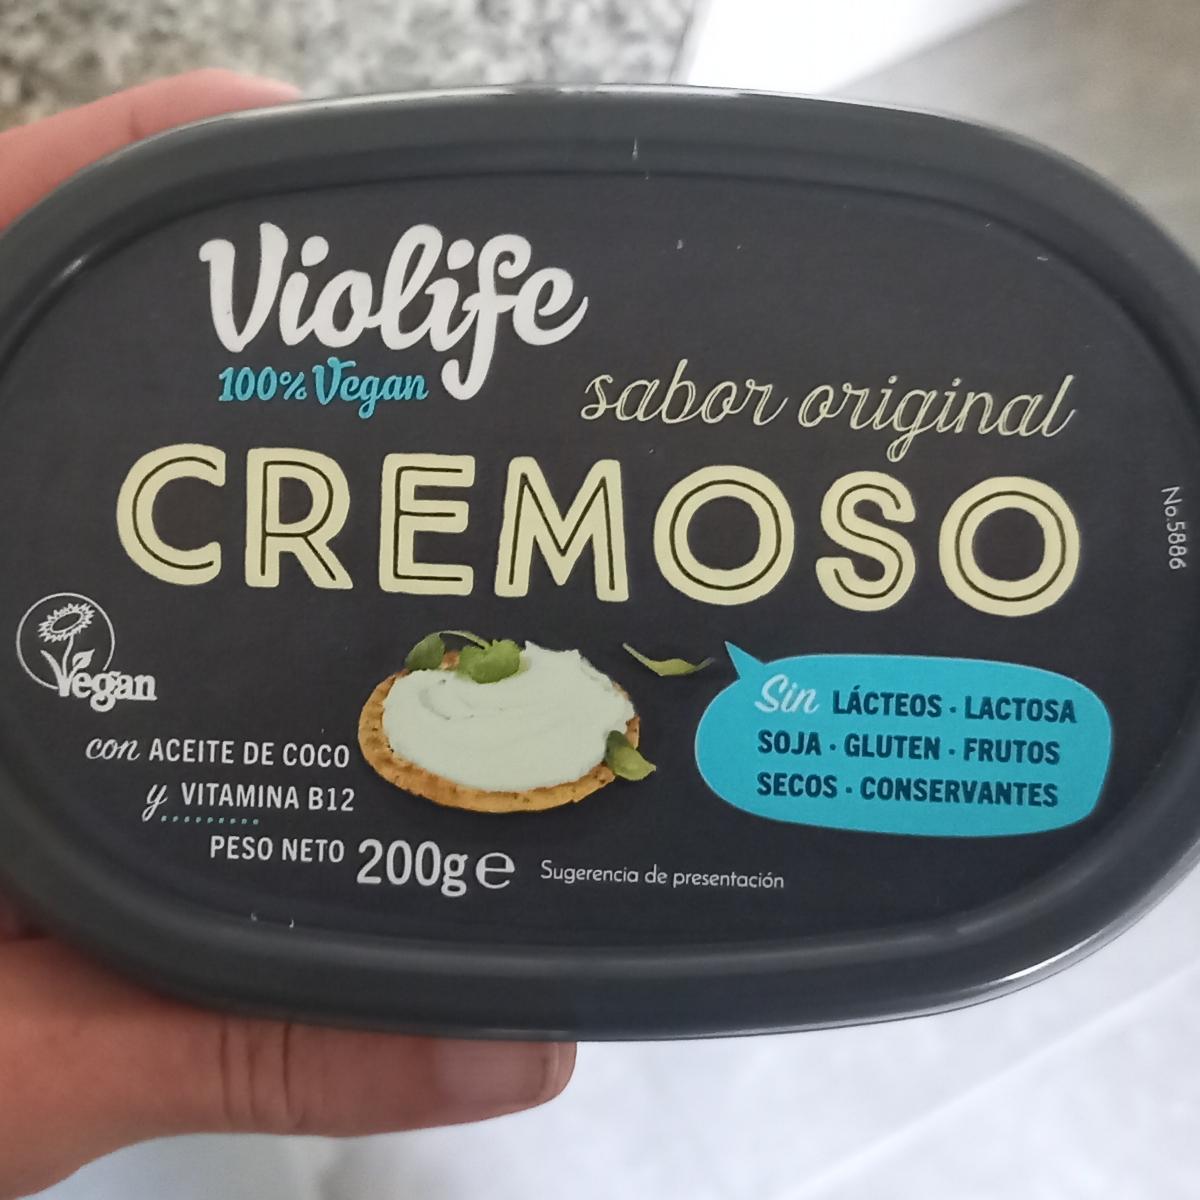 Violife
100% Vegan
sabor original
CREMOSO
No.5886
Vegan
con ACEITE DE COCO
y VITAMINA B12
PESO NETO 200g e
Sugerencia de presentación
Sin LÁCTEOS · LACTOSA
SOJA · GLUTEN · FRUTOS
SECOS · CONSERVANTES